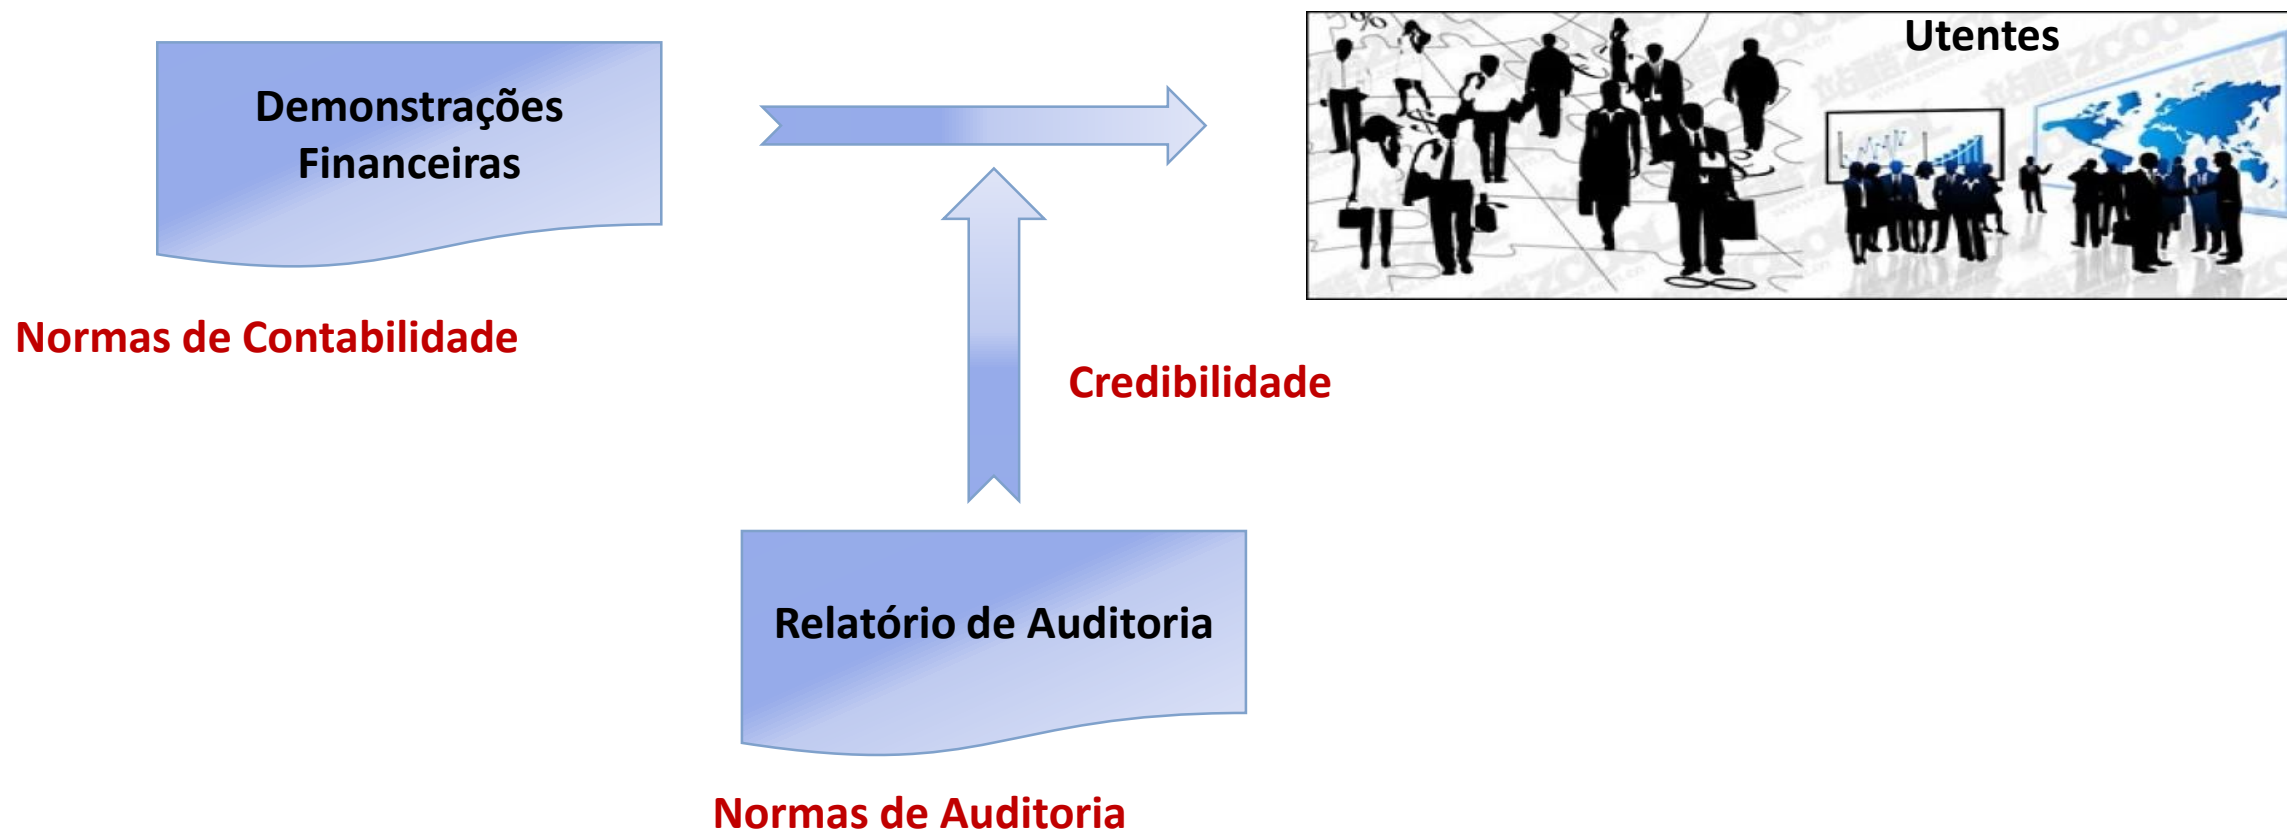 Utentes
Demonstrações
Financeiras
Normas de Contabilidade
Credibilidade
Relatório de Auditoria
Normas de Auditoria